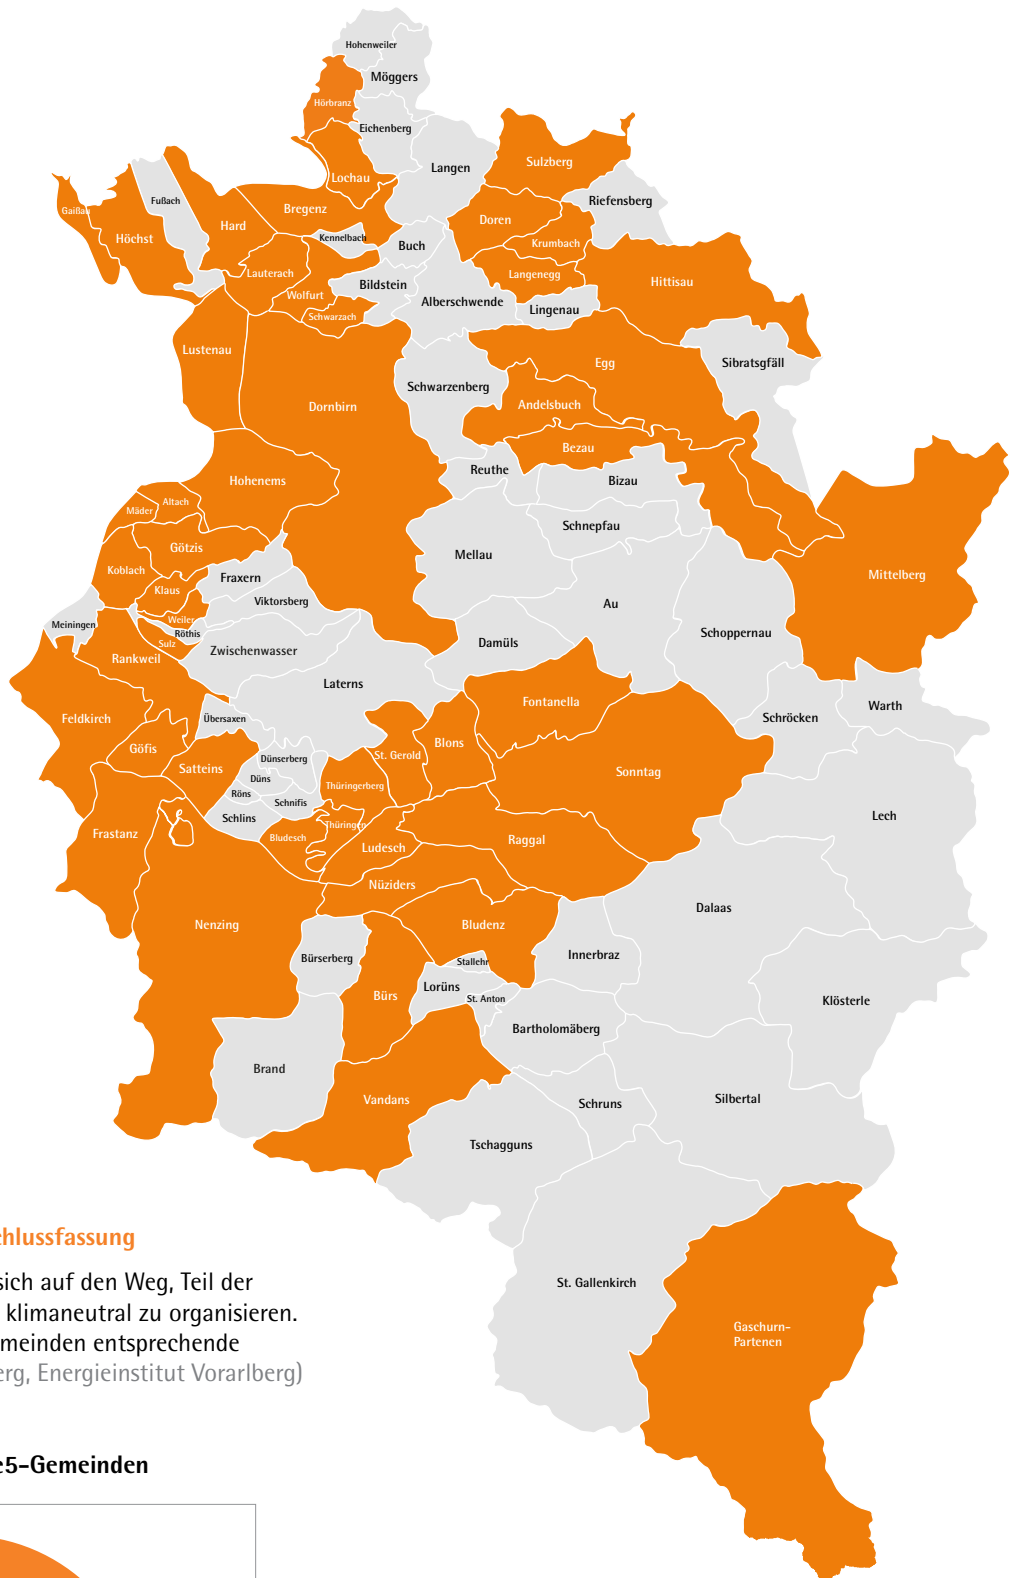 Hohenweiler
Möggers
Hörbranz
Eichenberg
Langen
Sulzberg
Lochau
Riefensberg
Fußach
Gaißau
Bregenz
Doren
Hard
Höchst
Kennelbach
Buch
Krumbach
Lauterach
Langenegg
Hittisau
Bildstein
Wolfurt
Alberschwende
Lingenau
Schwarzach
Lustenau
Egg
Sibratsgfäll
Schwarzenberg
Dornbirn
Andelsbuch
Bezau
Reuthe
Hohenems
Bizau
Altach
Mäder
Schnepfau
Götzis
Mellau
Koblach
Fraxern
Mittelberg
Klaus
Viktorsberg
Au
Weiler
Meiningen
Röthis
Schoppernau
Sulz
Damüls
Zwischenwasser
Rankweil
Laterns
Fontanella
Warth
Feldkirch
Übersaxen
Schröcken
Blons
Göfis
St. Gerold
Dünserberg
Satteins
Sonntag
Düns
Thüringerberg
Röns
Schnifis
Schlins
Lech
Thüringen
Frastanz
Bludesch
Raggal
Ludesch
Nüziders
Dalaas
Nenzing
Bludenz
Bürserberg
Innerbraz
Stallehr
Lorüns
Bürs
St. Anton
Klösterle
Bartholomäberg
Brand
Vandans
Silbertal
Schruns
Tschagguns
chlussfassung
sich auf den Weg, Teil der
St. Gallenkirch
klimaneutral zu organisieren.
Gaschurn-
Partenen
meinden entsprechende
erg, Energieinstitut Vorarlberg)
e5-Gemeinden